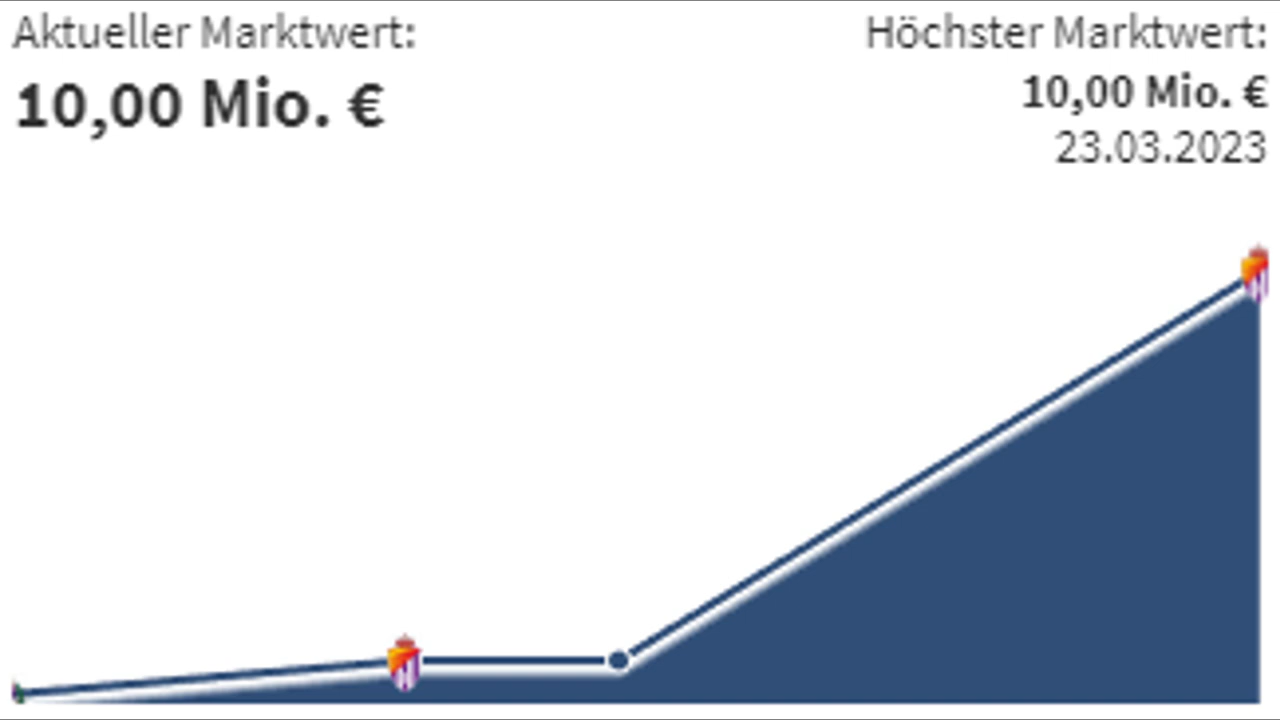 Aktueller Marktwert:
10,00 Mio. €
Höchster Marktwert:
10,00 Mio. €
23.03.2023